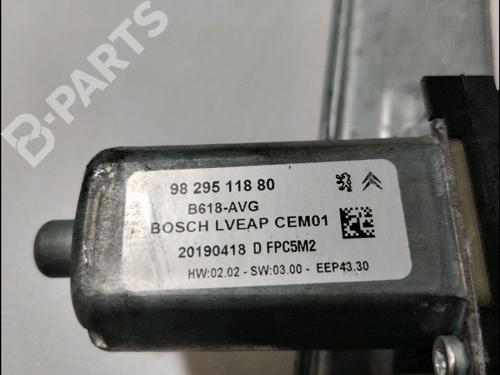 B-PARTS
98 295 118 80
B618-AVG
BOSCH LVEAP CEM01
20190418 D FPC5M2
HW:02.02 - SW:03.00 - EEP43.30